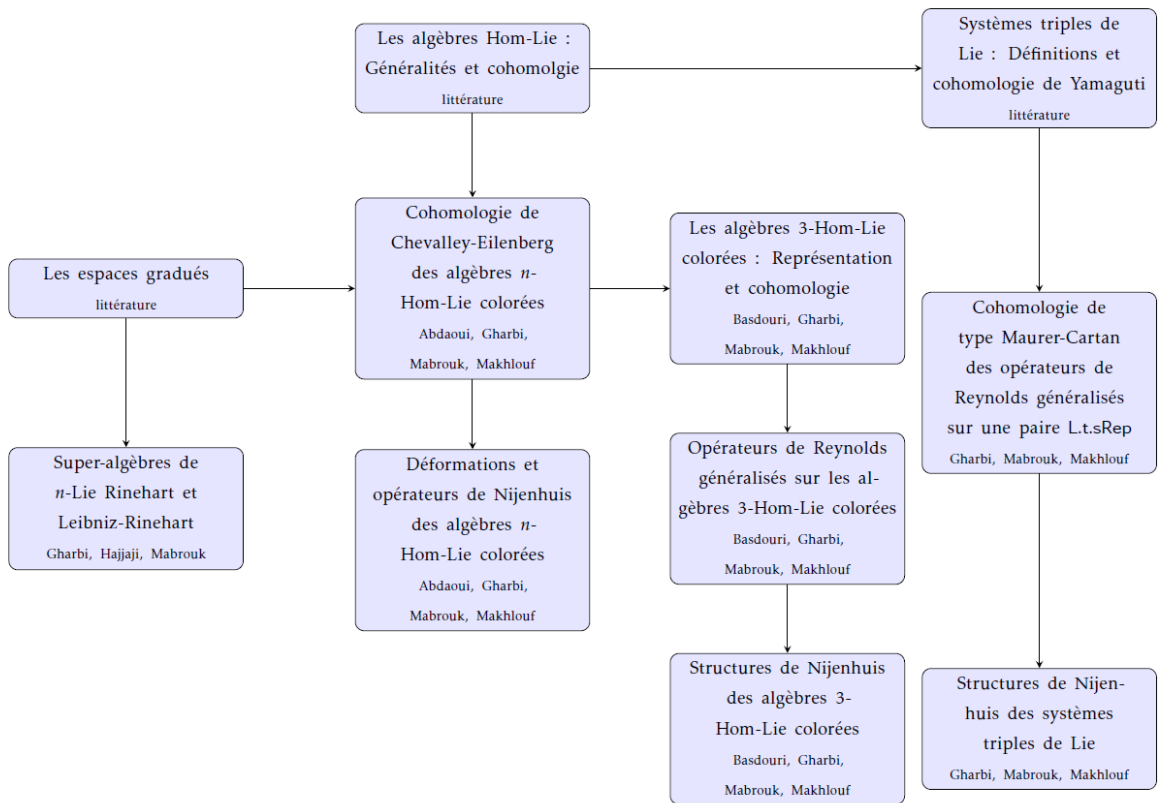 Les algèbres Hom-Lie :
Généralités et cohomolgie
littérature
Systèmes triples de
Lie : Définitions et
cohomologie de Yamaguti
littérature
Les espaces gradués
littérature
Cohomologie de
Chevalley-Eilenberg
des algèbres n-
Hom-Lie colorées
Abdaoui, Gharbi,
Mabrouk, Makhlouf
Les algèbres 3-Hom-Lie
colorées : Représentation
et cohomologie
Basdouri, Gharbi,
Mabrouk, Makhlouf
Cohomologie de
type Maurer-Cartan
des opérateurs de
Reynolds généralisés
sur une paire L.t.sRep
Gharbi, Mabrouk, Makhlouf
Super-algèbres de
n-Lie Rinehart et
Leibniz-Rinehart
Gharbi, Hajjaji, Mabrouk
Déformations et
opérateurs de Nijenhuis
des algèbres n-
Hom-Lie colorées
Abdaoui, Gharbi,
Mabrouk, Makhlouf
Opérateurs de Reynolds
généralisés sur les al-
gèbres 3-Hom-Lie colorées
Basdouri, Gharbi,
Mabrouk, Makhlouf
Structures de Nijenhuis
des algèbres 3-
Hom-Lie colorées
Basdouri, Gharbi,
Mabrouk, Makhlouf
Structures de Nijen-
huis des systèmes
triples de Lie
Gharbi, Mabrouk, Makhlouf